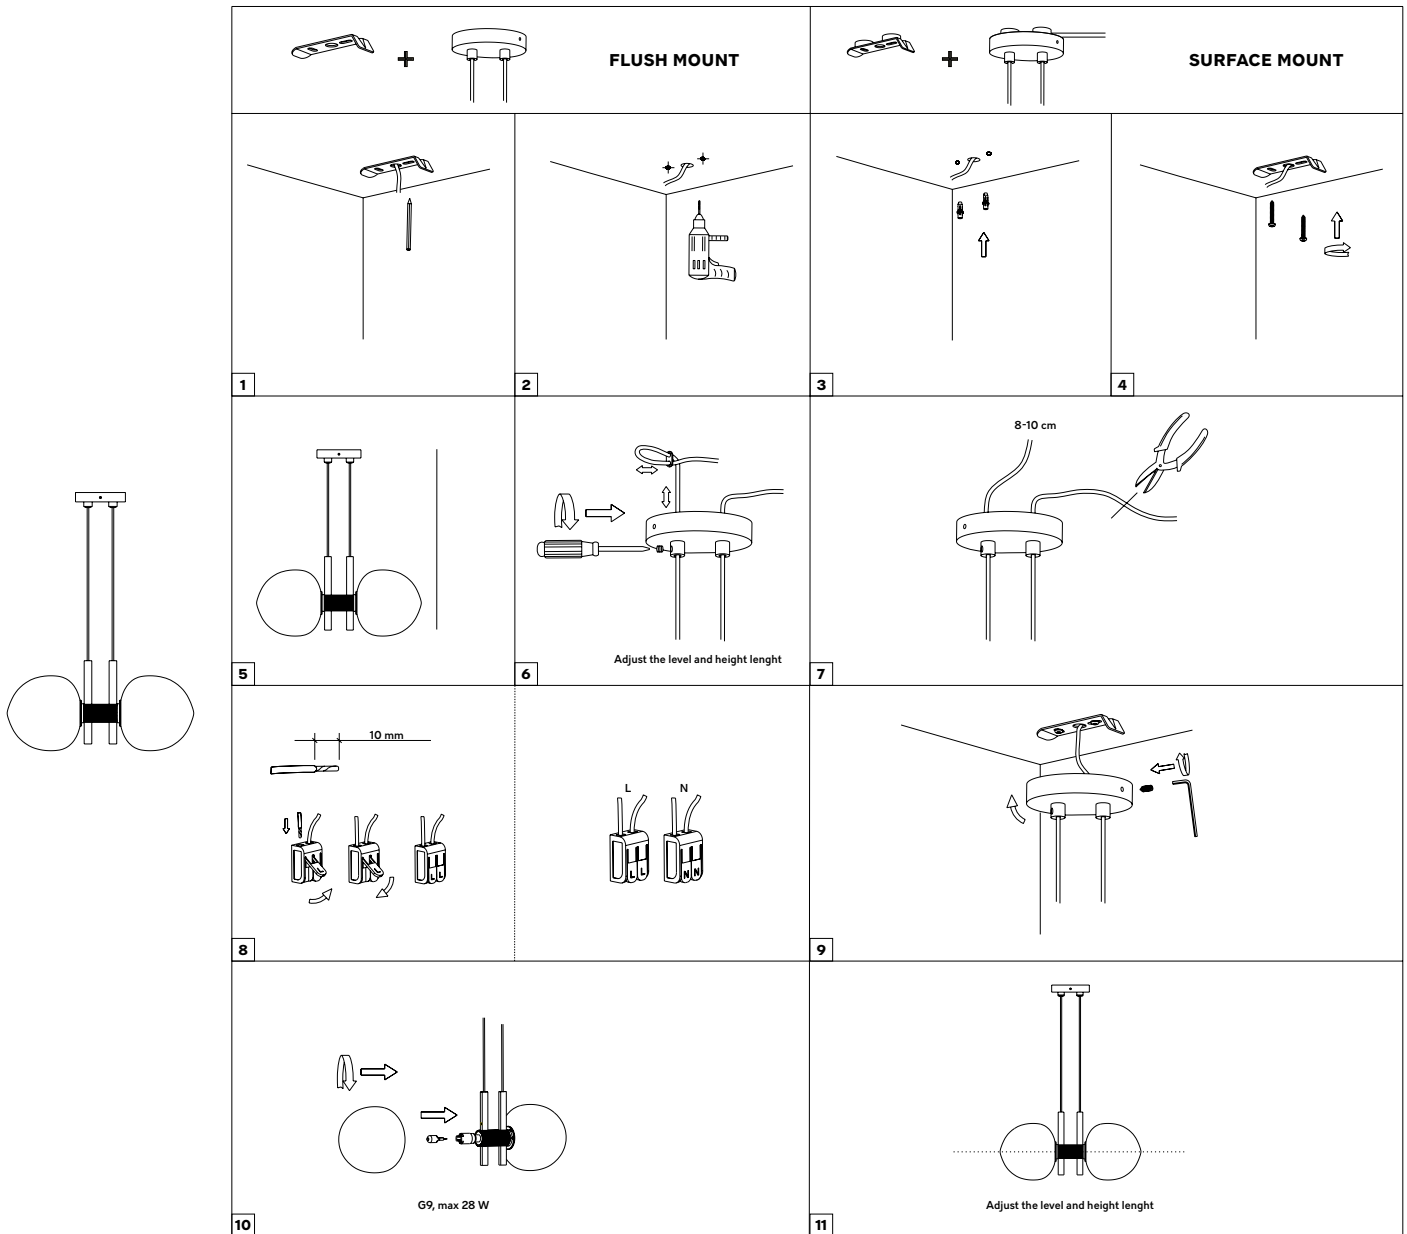 FLUSH MOUNT
SURFACE MOUNT
1
2
3
4
5
Adjust the level and height lenght
6
8-10 cm
7
10 mm
L L
L
N
L L
N N
8
9
G9, max 28 W
10
Adjust the level and height lenght
11